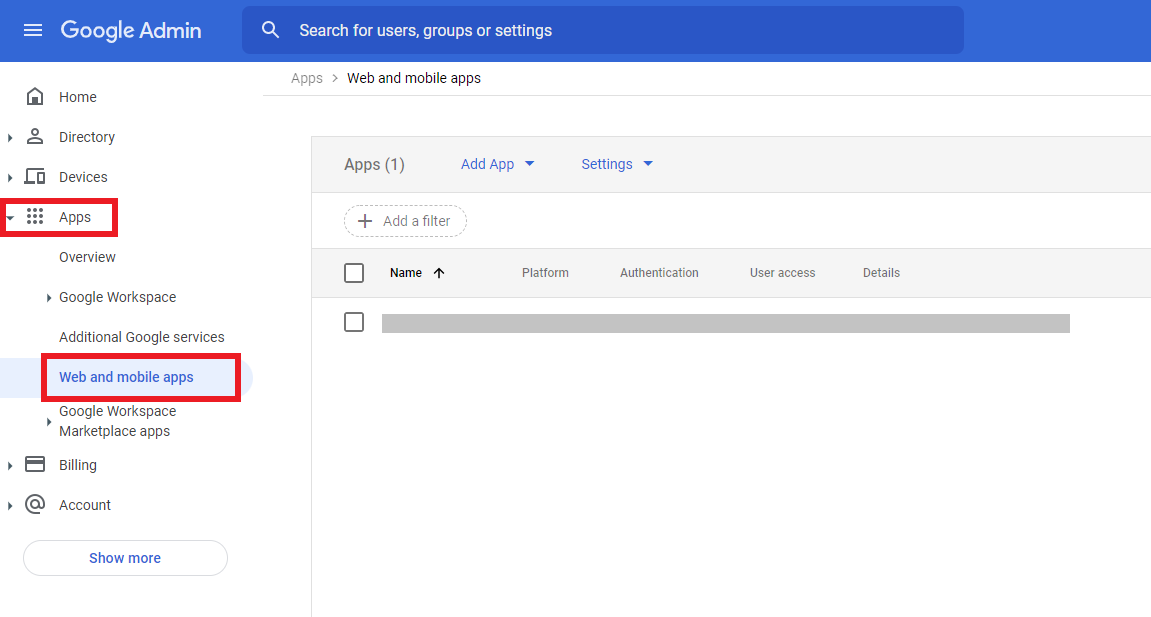 Google Admin
Search for users, groups or settings
Apps > Web and mobile apps
Home
Directory
Devices
Apps
Overview
Google Workspace
Additional Google services
Web and mobile apps
Google Workspace
Marketplace apps
Billing
Account
Show more
Apps (1) Add App Settings
Add a filter
Name Platform Authentication User access Details